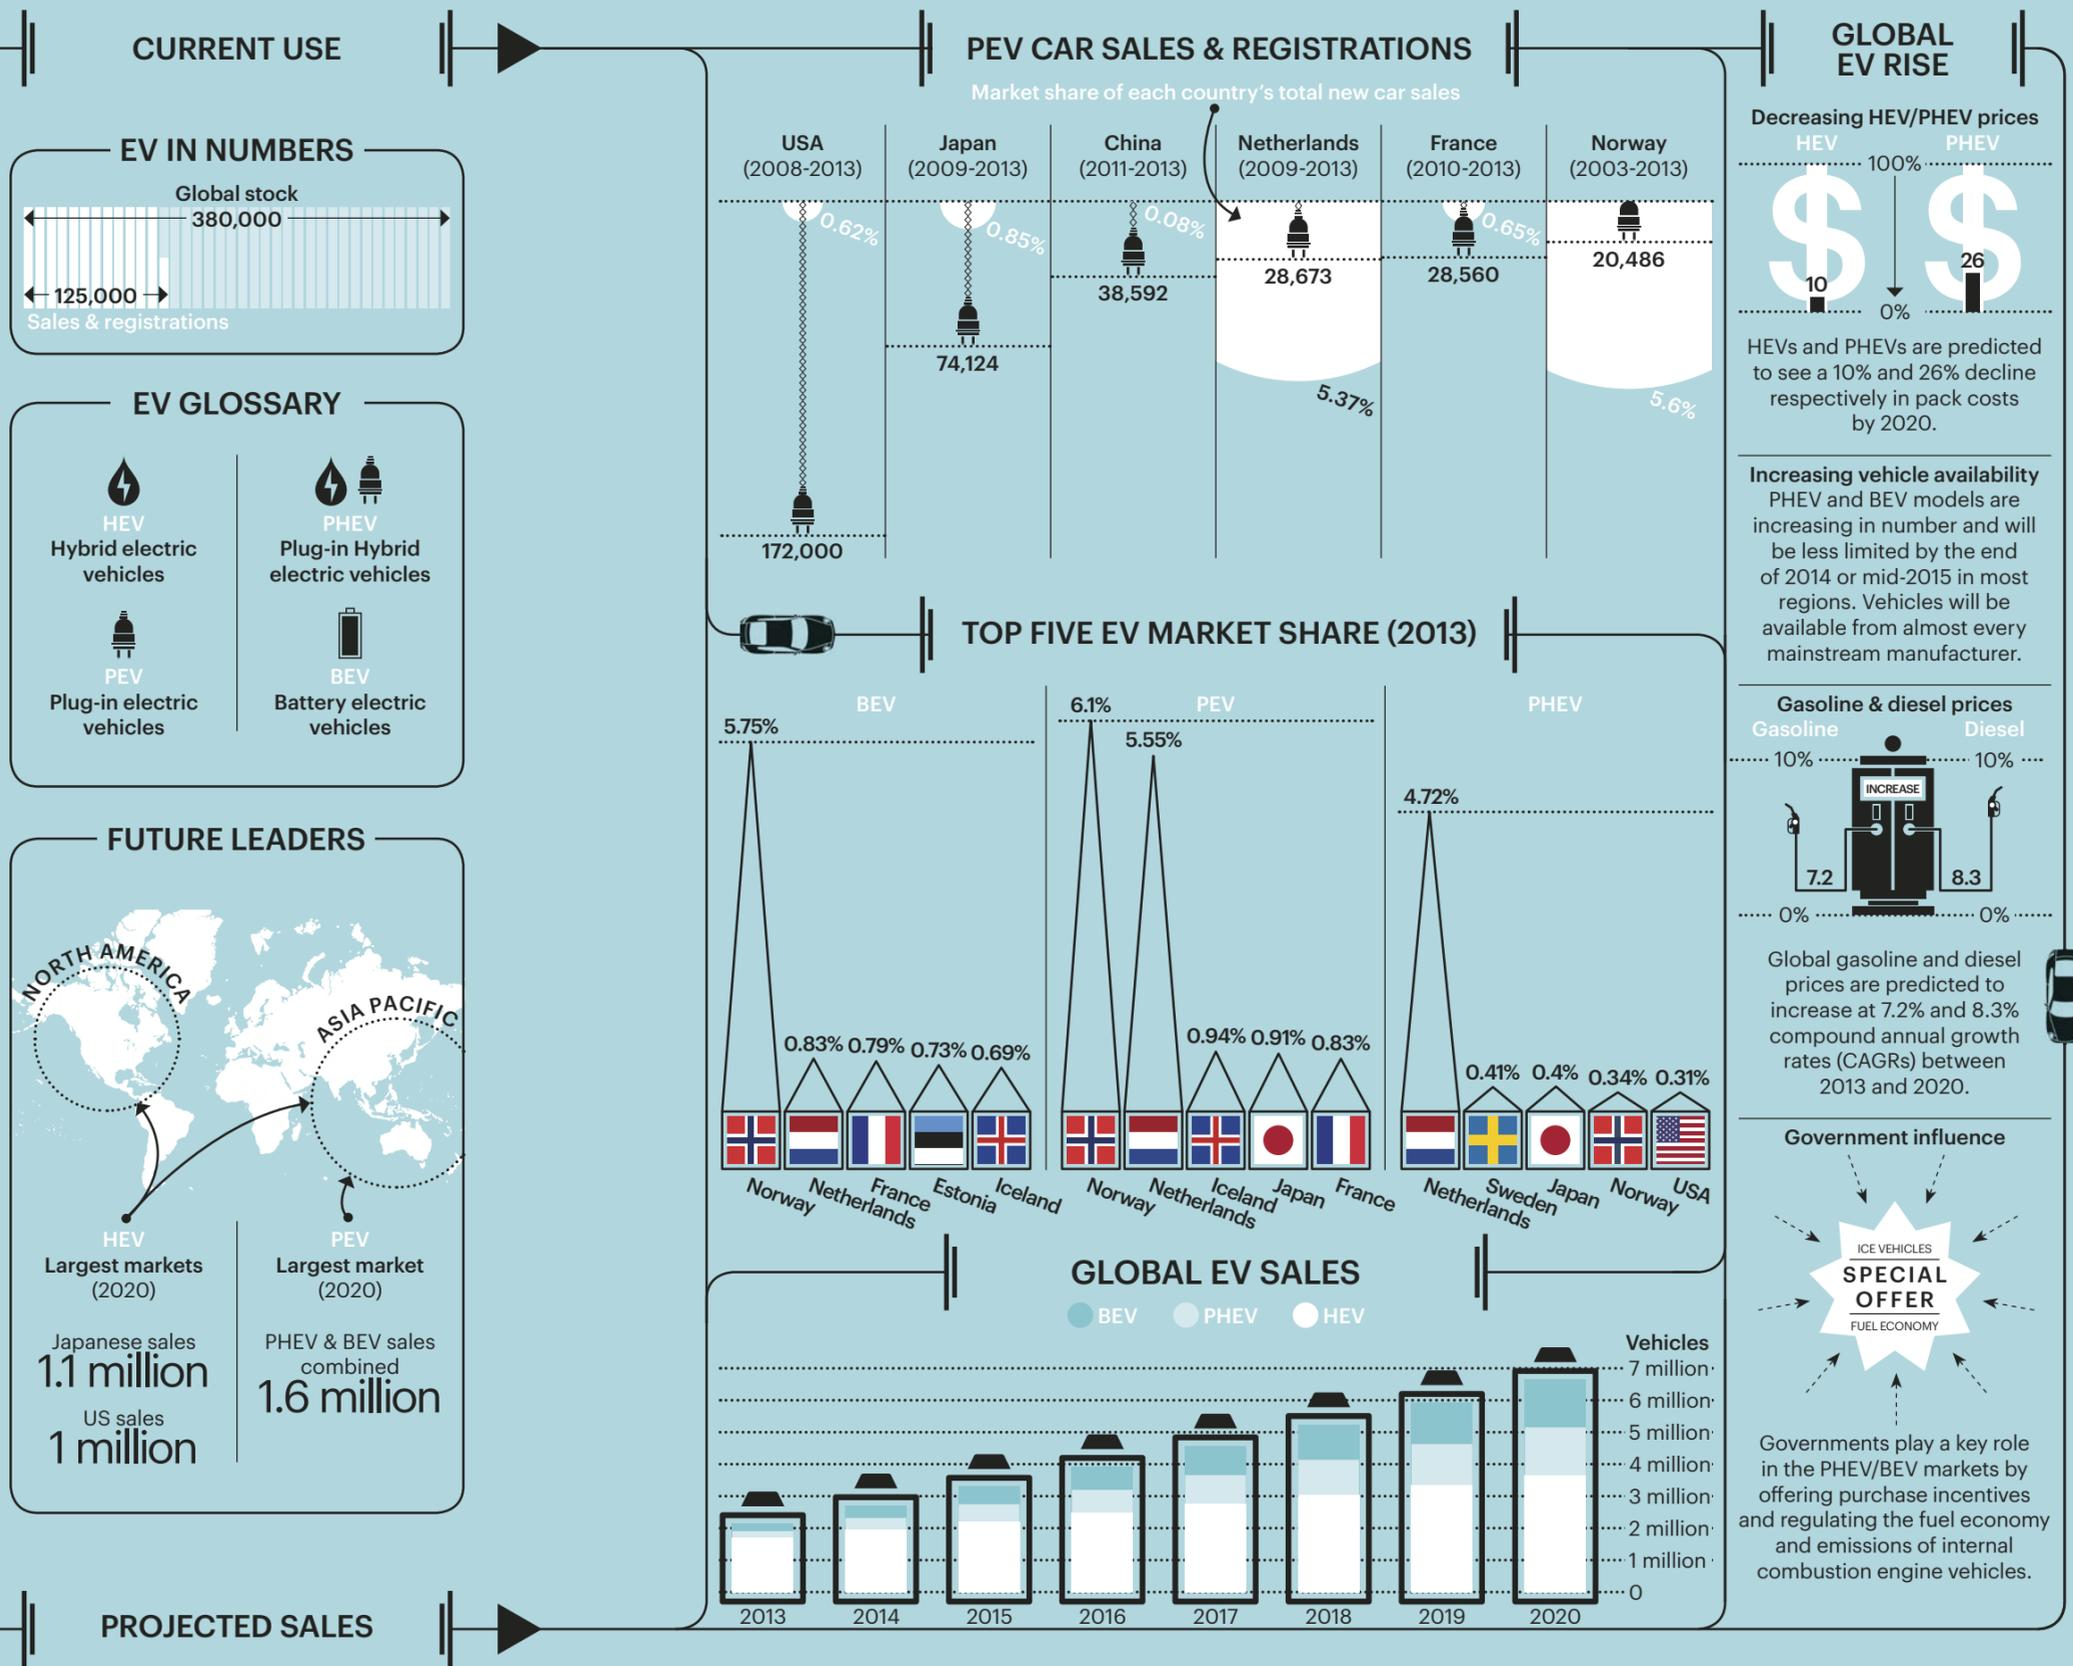 CURRENT USE
EV IN NUMBERS
Global stock
380,000
125,000
Sales & registrations
EV GLOSSARY
HEV
Hybrid electric
vehicles
PHEV
Plug-in Hybrid
electric vehicles
PEV
Plug-in electric
vehicles
BEV
Battery electric
vehicles
FUTURE LEADERS
NORTH AMERICA
ASIA PACIFIC
HEV
Largest markets
(2020)
Japanese sales
1.1 million
US sales
1 million
PEV
Largest market
(2020)
PHEV & BEV sales
combined
1.6 million
PROJECTED SALES
PEV CAR SALES & REGISTRATIONS
Market share of each country's total new car sales
USA
(2008-2013)
0.62%
172,000
Japan
(2009-2013)
0.85%
74,124
China
(2011-2013)
0.08%
38,592
Netherlands
(2009-2013)
28,673
5.37%
France
(2010-2013)
0.65%
28,560
Norway
(2003-2013)
20,486
5.6%
TOP FIVE EV MARKET SHARE (2013)
BEV
5.75%
0.83% 0.79% 0.73% 0.69%
Norway
Netherlands
France
Estonia
Iceland
PEV
6.1%
5.55%
0.94% 0.91% 0.83%
Norway
Netherlands
Iceland
Japan
France
PHEV
4.72%
0.41% 0.4% 0.34% 0.31%
Netherlands
Sweden
Japan
Norway
USA
GLOBAL EV SALES
BEV PHEV HEV
Vehicles
7 million
6 million
5 million
4 million
3 million
2 million
1 million
0
2013 2014 2015 2016 2017 2018 2019 2020
GLOBAL
EV RISE
Decreasing HEV/PHEV prices
HEV PHEV
100%
$ $
10
26
0%
HEVs and PHEVs are predicted
to see a 10% and 26% decline
respectively in pack costs
by 2020.
Increasing vehicle availability
PHEV and BEV models are
increasing in number and will
be less limited by the end
of 2014 or mid-2015 in most
regions. Vehicles will be
available from almost every
mainstream manufacturer.
Gasoline & diesel prices
Gasoline Diesel
10% 10%
INCREASE
7.2 8.3
0% 0%
Global gasoline and diesel
prices are predicted to
increase at 7.2% and 8.3%
compound annual growth
rates (CAGRs) between
2013 and 2020.
Government influence
ICE VEHICLES
SPECIAL
OFFER
FUEL ECONOMY
Governments play a key role
in the PHEV/BEV markets by
offering purchase incentives
and regulating the fuel economy
and emissions of internal
combustion engine vehicles.